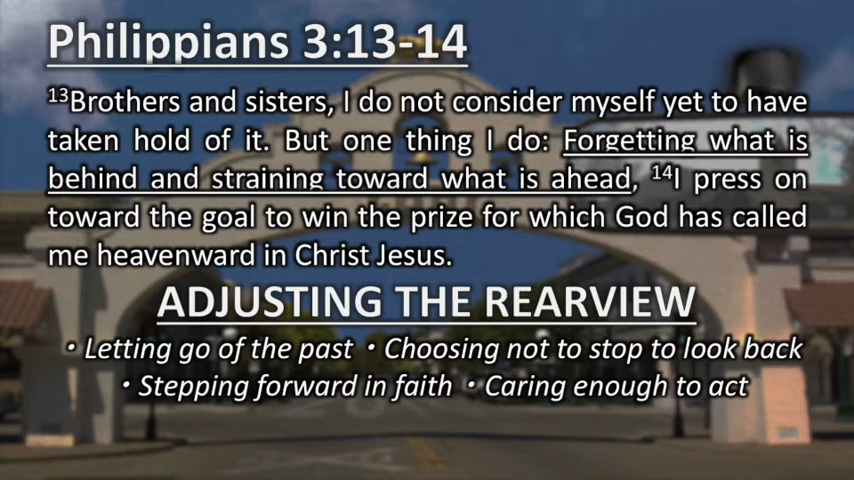 Philippians 3:13-14
¹³Brothers and sisters, I do not consider myself yet to have
taken hold of it. But one thing I do: Forgetting what is
behind and straining toward what is ahead, ¹⁴I press on
toward the goal to win the prize for which God has called
me heavenward in Christ Jesus.
ADJUSTING THE REARVIEW
• Letting go of the past • Choosing not to stop to look back
• Stepping forward in faith • Caring enough to act